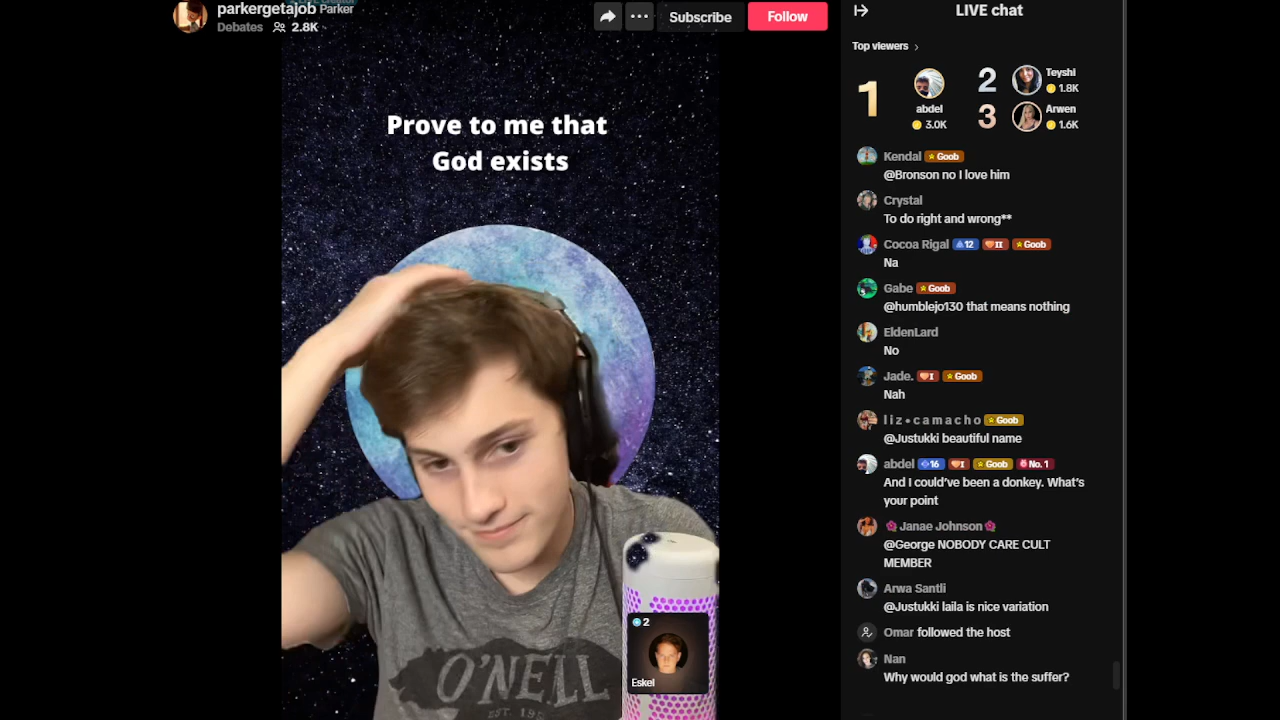 parkergetajob Parker
Debates 2.8K
Subscribe
Follow
Prove to me that
God exists
O'NEILL
EST. 195
2
Eskel
LIVE chat
Top viewers
1
abdel
3.0K
2
Teyshi
1.8K
3
Arwen
1.6K
Kendal Goob
@Bronson no I love him
Crystal
To do right and wrong**
Cocoa Rigal 12 II Goob
Na
Gabe Goob
@humblejo130 that means nothing
EldenLard
No
Jade. I Goob
Nah
liz•camacho Goob
@Justukki beautiful name
abdel 16 I Goob No. 1
And I could've been a donkey. What's
your point
Janae Johnson
@George NOBODY CARE CULT
MEMBER
Arwa Santli
@Justukki laila is nice variation
Omar followed the host
Nan
Why would god what is the suffer?